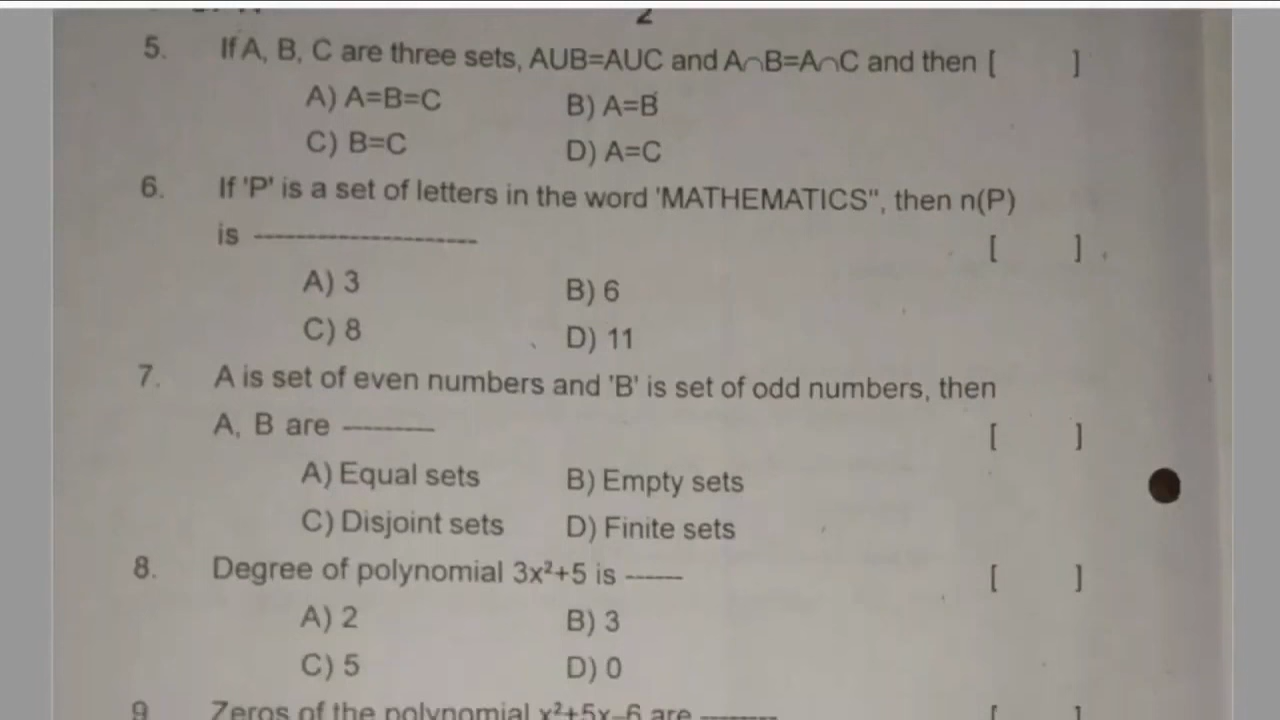 2
5. If A, B, C are three sets, AUB=AUC and A∩B=A∩C and then [ ]
A) A=B=C B) A=B
C) B=C D) A=C
6. If 'P' is a set of letters in the word 'MATHEMATICS", then n(P)
is -------------------- [ ]
A) 3 B) 6
C) 8 D) 11
7. A is set of even numbers and 'B' is set of odd numbers, then
A, B are -------- [ ]
A) Equal sets B) Empty sets
C) Disjoint sets D) Finite sets
8. Degree of polynomial 3x²+5 is ------ [ ]
A) 2 B) 3
C) 5 D) 0
9 Zeros of the polynomial x²+5x-6 are -------- [ ]